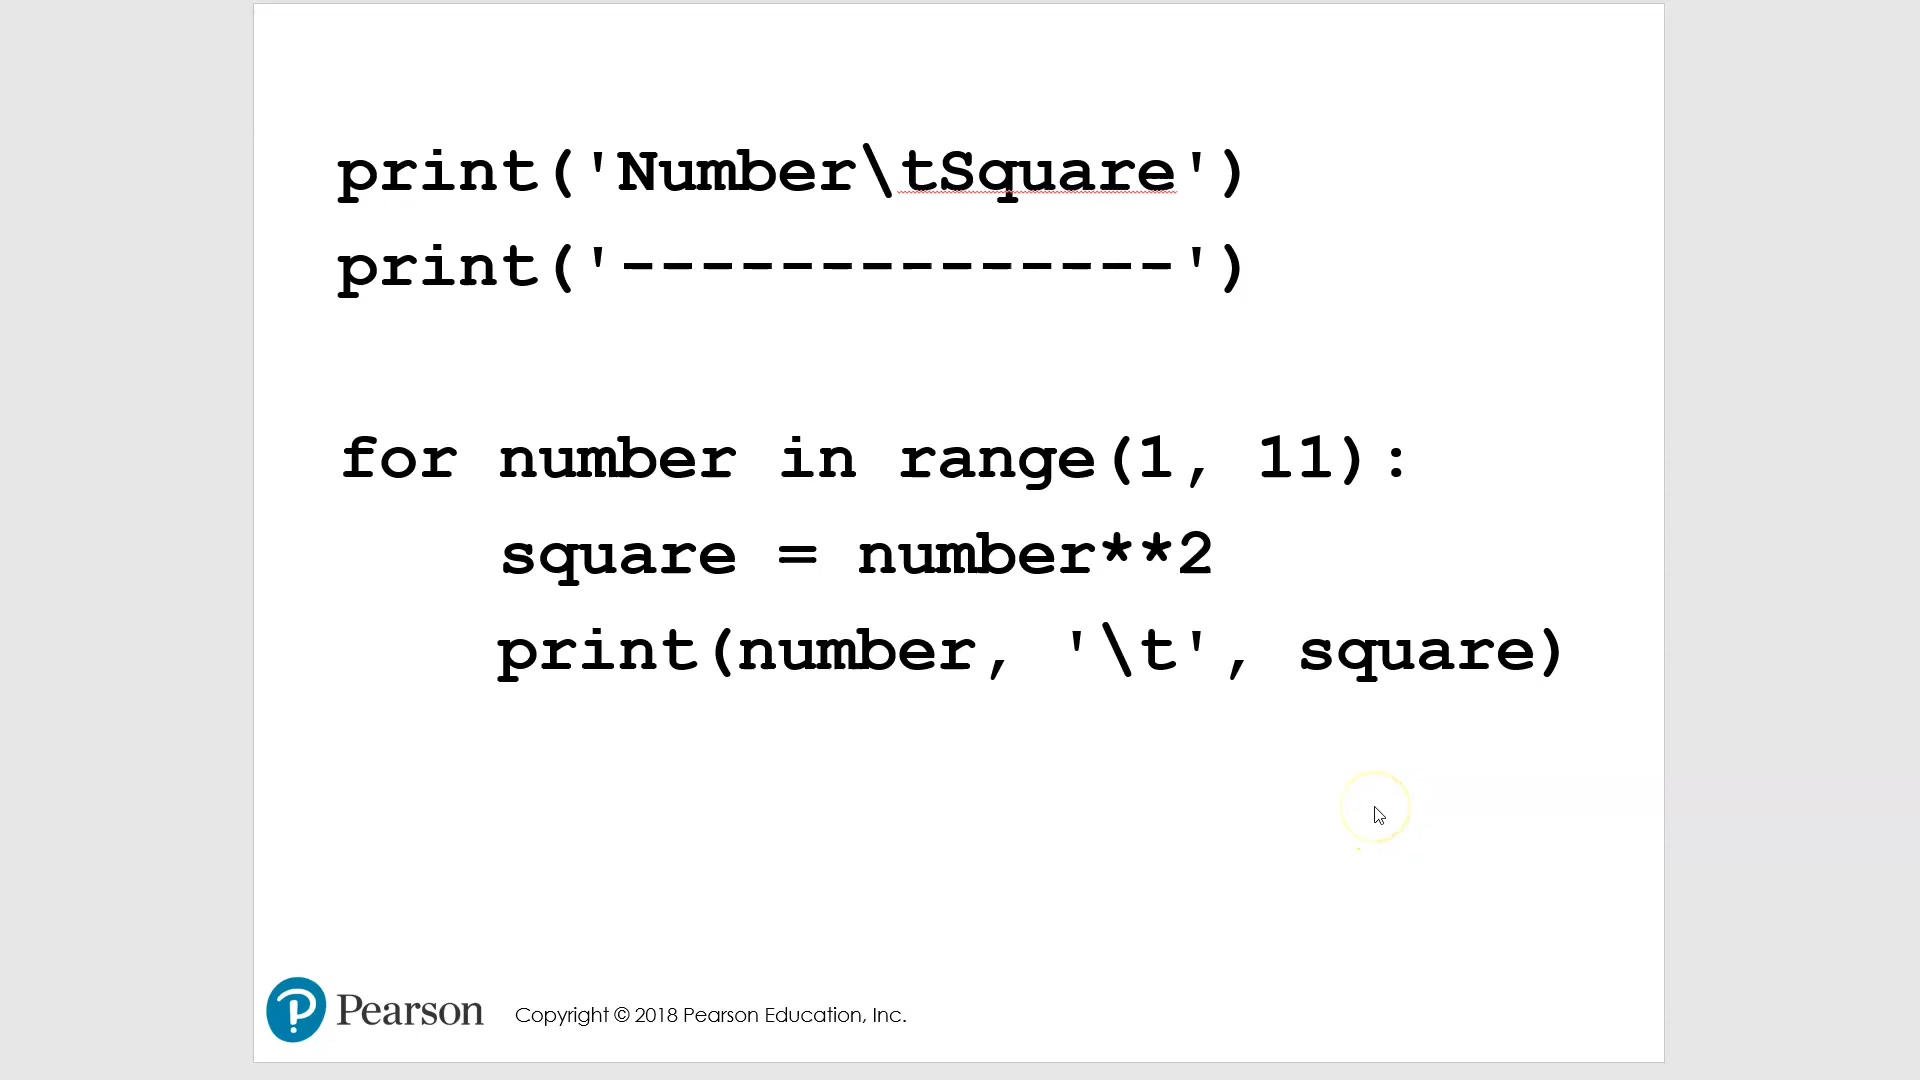 print('Number\tSquare')
print('--------------')
for number in range(1, 11):
    square = number**2
    print(number, '\t', square)
Pearson
Copyright © 2018 Pearson Education, Inc.